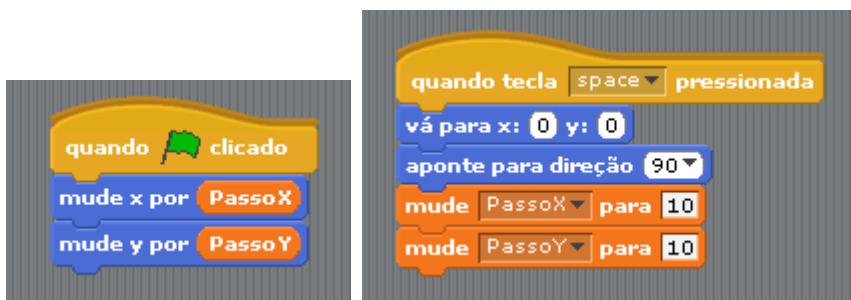 quando clicado
mude x por PassoX
mude y por PassoY
quando tecla space pressionada
vá para x: 0 y: 0
aponte para direção 90
mude PassoX para 10
mude PassoY para 10